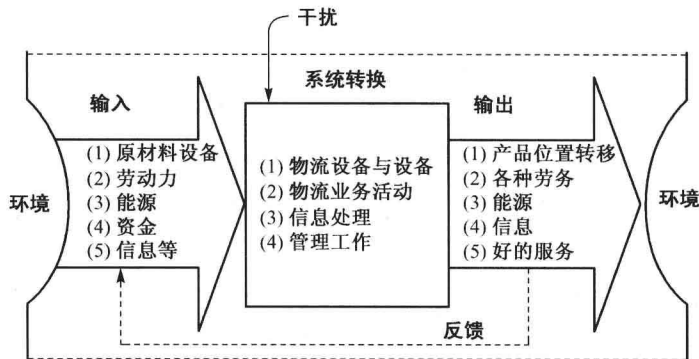 干扰
系统转换
输入
输出
(1) 原材料设备
(2) 劳动力
(3) 能源
(4) 资金
(5) 信息等
(1) 物流设备与设备
(2) 物流业务活动
(3) 信息处理
(4) 管理工作
(1) 产品位置转移
(2) 各种劳务
(3) 能源
(4) 信息
(5) 好的服务
环境
环境
反馈